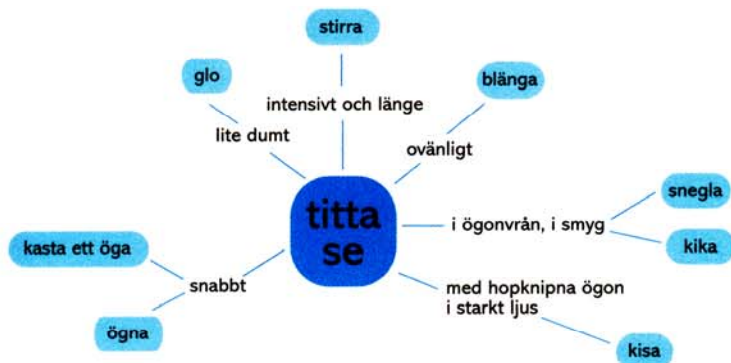 stirra
glo
blänga
intensivt och länge
lite dumt
ovänligt
titta
se
snegla
i ögonvrån, i smyg
kika
kasta ett öga
snabbt
med hopknipna ögon
i starkt ljus
ögna
kisa